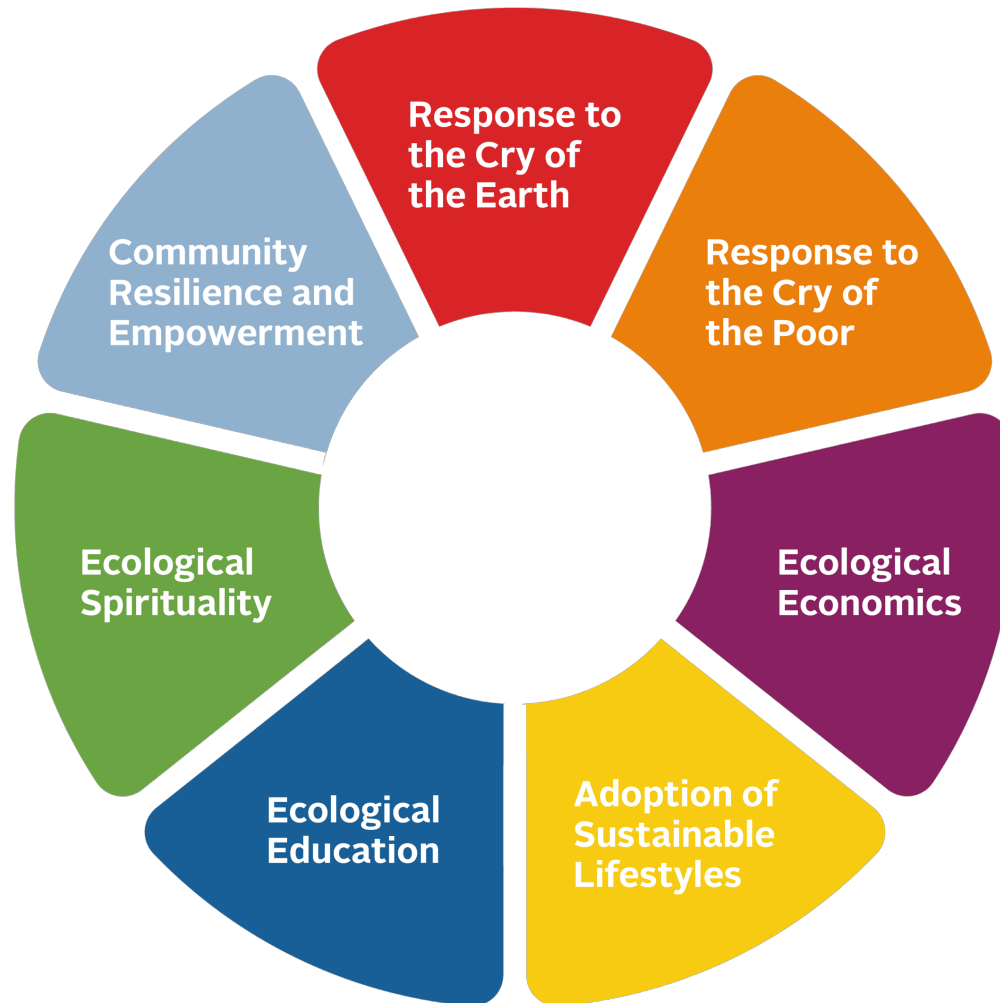 Response to
the Cry of
the Earth
Response to
the Cry of
the Poor
Ecological
Economics
Adoption of
Sustainable
Lifestyles
Ecological
Education
Ecological
Spirituality
Community
Resilience and
Empowerment